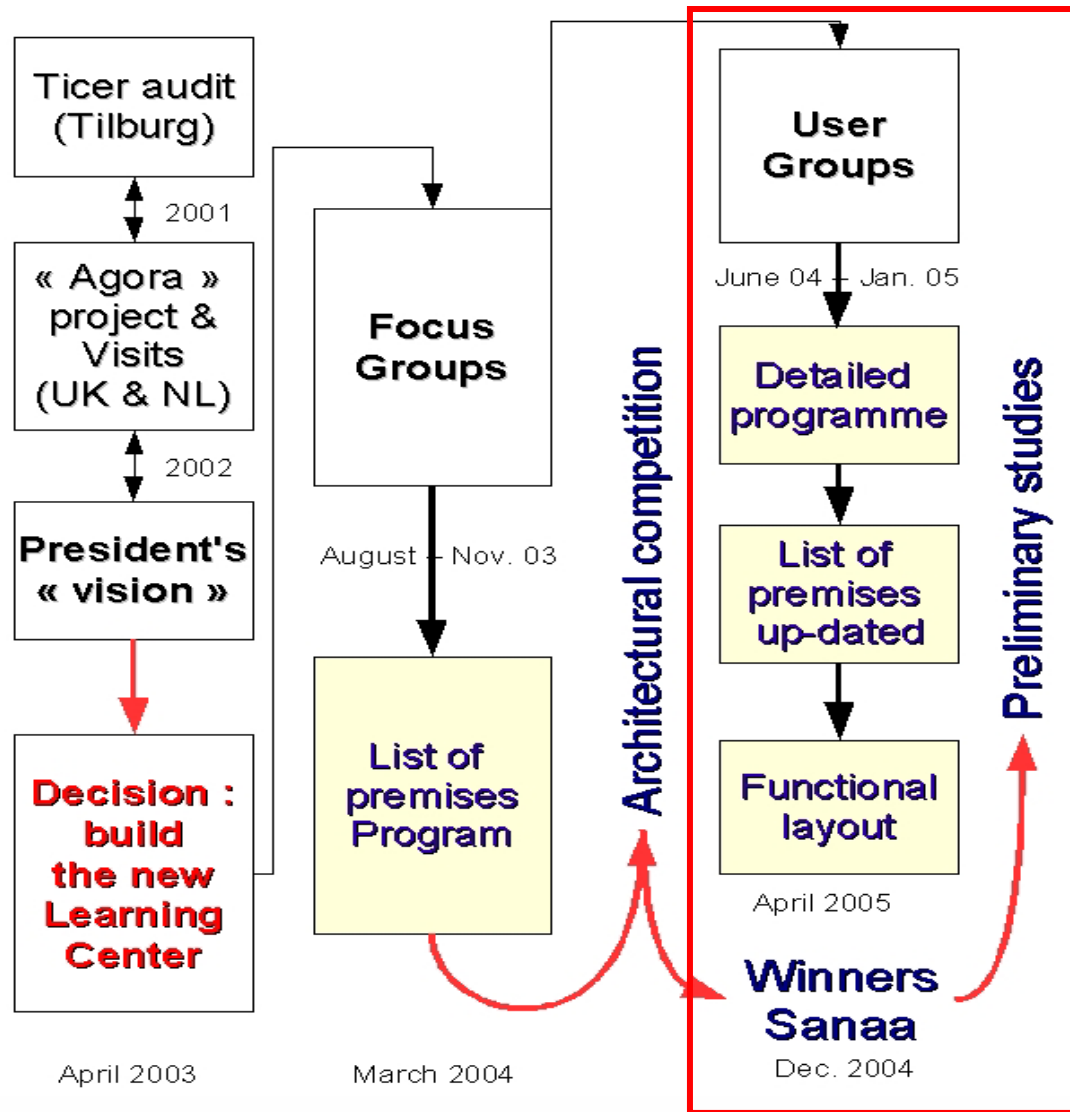 Ticer audit
(Tilburg)
2001
« Agora »
project &
Visits
(UK & NL)
2002
President's
« vision »
Decision :
build
the new
Learning
Center
April 2003
Focus
Groups
August – Nov. 03
List of
premises
Program
March 2004
Architectural competition
User
Groups
June 04 – Jan. 05
Detailed
programme
List of
premises
up-dated
Functional
layout
April 2005
Winners
Sanaa
Dec. 2004
Preliminary studies